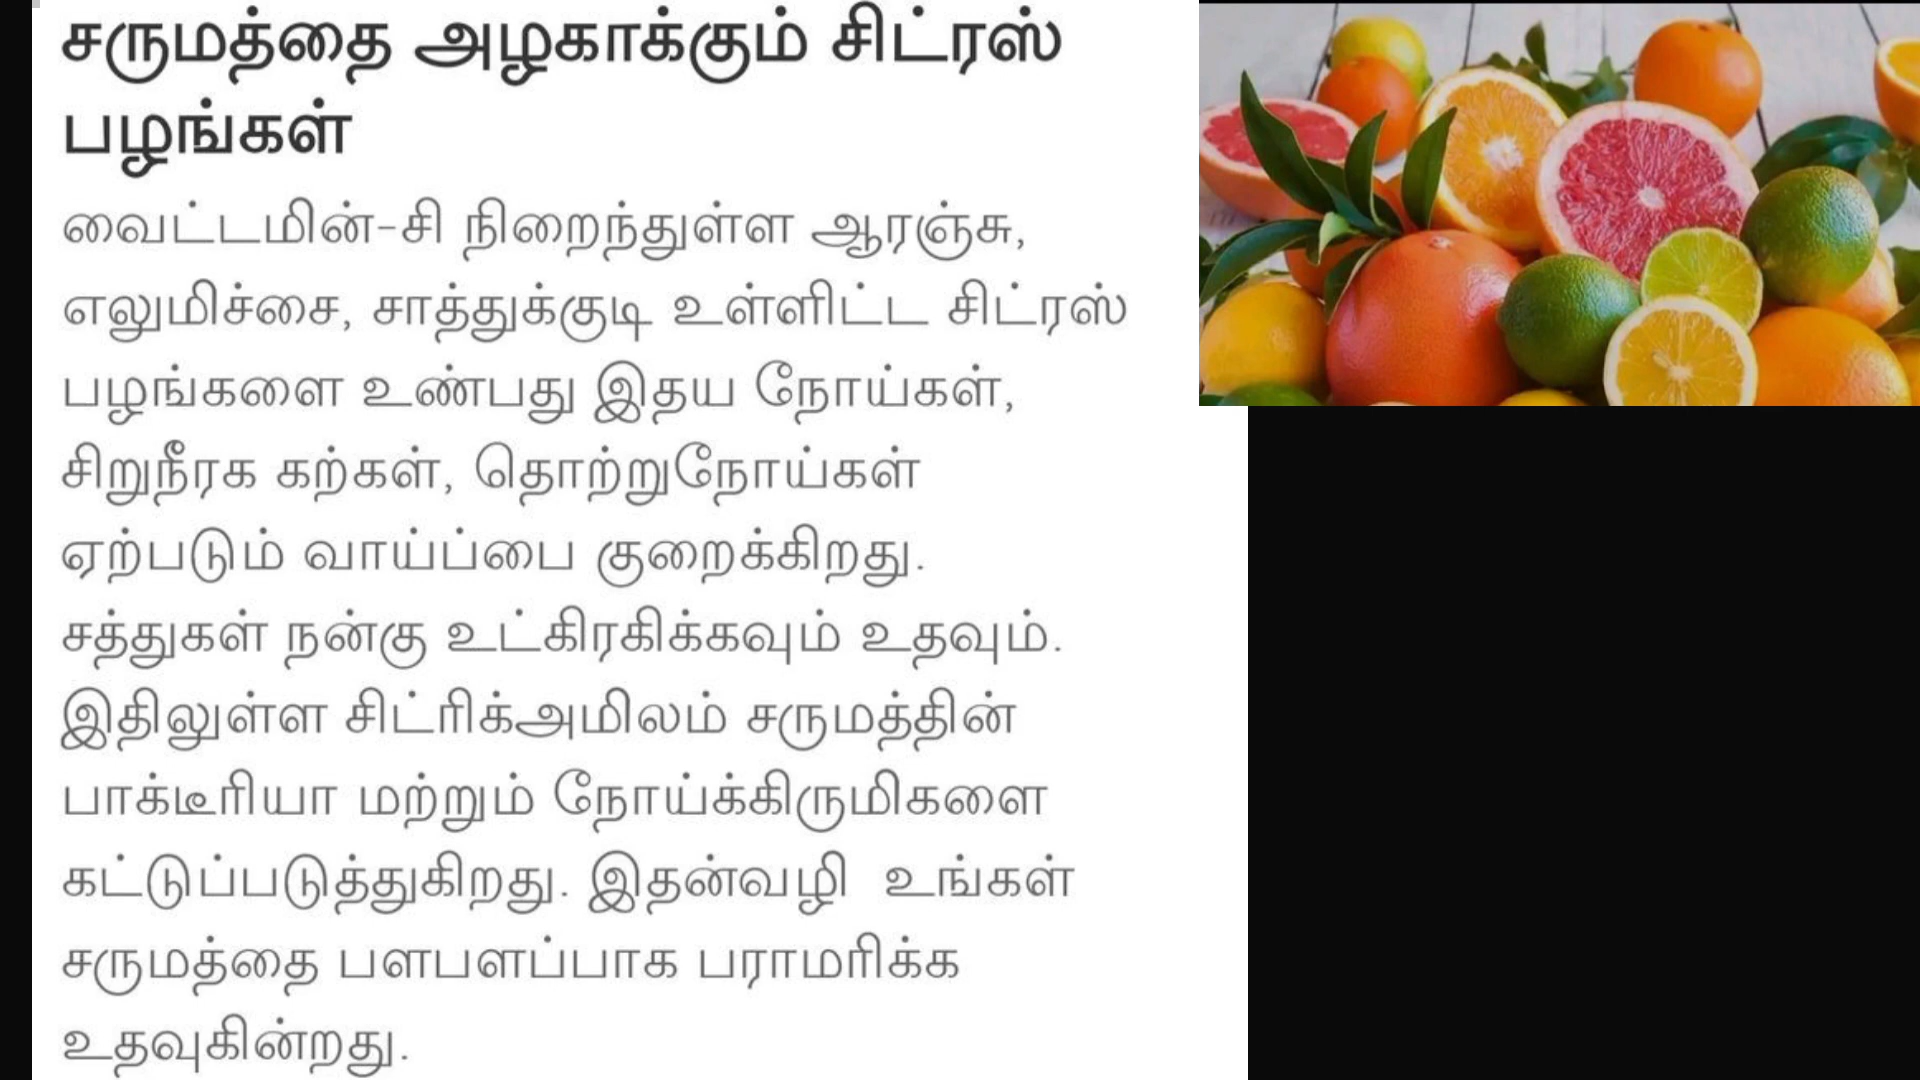 சருமத்தை அழகாக்கும் சிட்ரஸ்
பழங்கள்
வைட்டமின்-சி நிறைந்துள்ள ஆரஞ்சு,
எலுமிச்சை, சாத்துக்குடி உள்ளிட்ட சிட்ரஸ்
பழங்களை உண்பது இதய நோய்கள்,
சிறுநீரக கற்கள், தொற்றுநோய்கள்
ஏற்படும் வாய்ப்பை குறைக்கிறது.
சத்துகள் நன்கு உட்கிரகிக்கவும் உதவும்.
இதிலுள்ள சிட்ரிக்அமிலம் சருமத்தின்
பாக்டீரியா மற்றும் நோய்க்கிருமிகளை
கட்டுப்படுத்துகிறது. இதன்வழி  உங்கள்
சருமத்தை பளபளப்பாக பராமரிக்க
உதவுகின்றது.